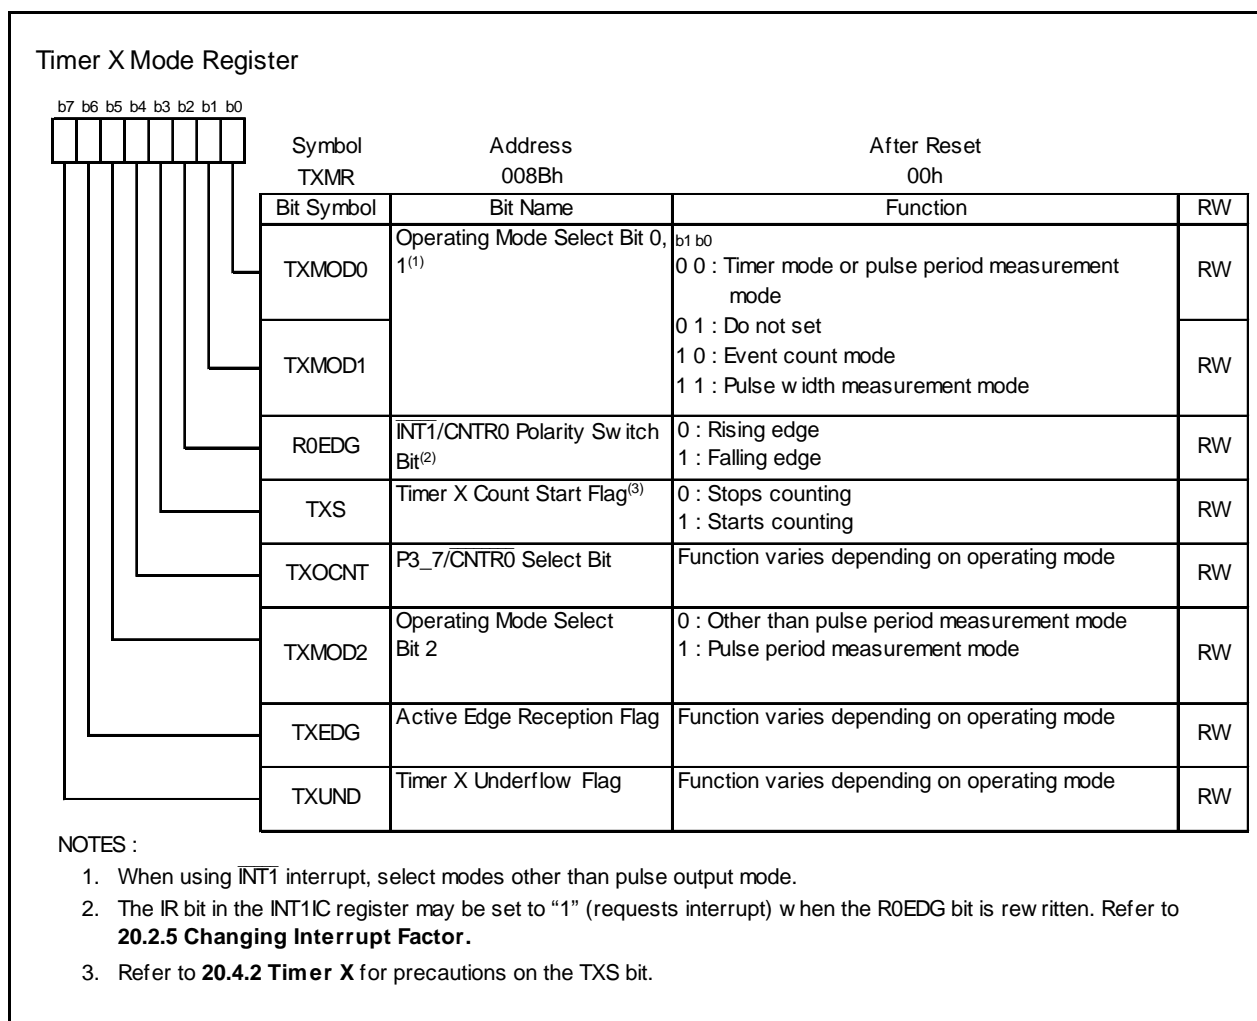 Timer X Mode Register
b7 b6 b5 b4 b3 b2 b1 b0
Symbol Address After Reset
TXMR 008Bh 00h
Bit Symbol Bit Name Function RW
TXMOD0 Operating Mode Select Bit 0, b1 b0 RW
1(1) 0 0 : Timer mode or pulse period measurement
mode
0 1 : Do not set
TXMOD1 1 0 : Event count mode RW
1 1 : Pulse width measurement mode
R0EDG INT1/CNTR0 Polarity Switch 0 : Rising edge RW
Bit(2) 1 : Falling edge
TXS Timer X Count Start Flag(3) 0 : Stops counting RW
1 : Starts counting
TXOCNT P3_7/CNTR0 Select Bit Function varies depending on operating mode RW
TXMOD2 Operating Mode Select 0 : Other than pulse period measurement mode RW
Bit 2 1 : Pulse period measurement mode
TXEDG Active Edge Reception Flag Function varies depending on operating mode RW
TXUND Timer X Underflow Flag Function varies depending on operating mode RW
NOTES :
1. When using INT1 interrupt, select modes other than pulse output mode.
2. The IR bit in the INT1IC register may be set to “1” (requests interrupt) when the R0EDG bit is rewritten. Refer to
20.2.5 Changing Interrupt Factor.
3. Refer to 20.4.2 Timer X for precautions on the TXS bit.